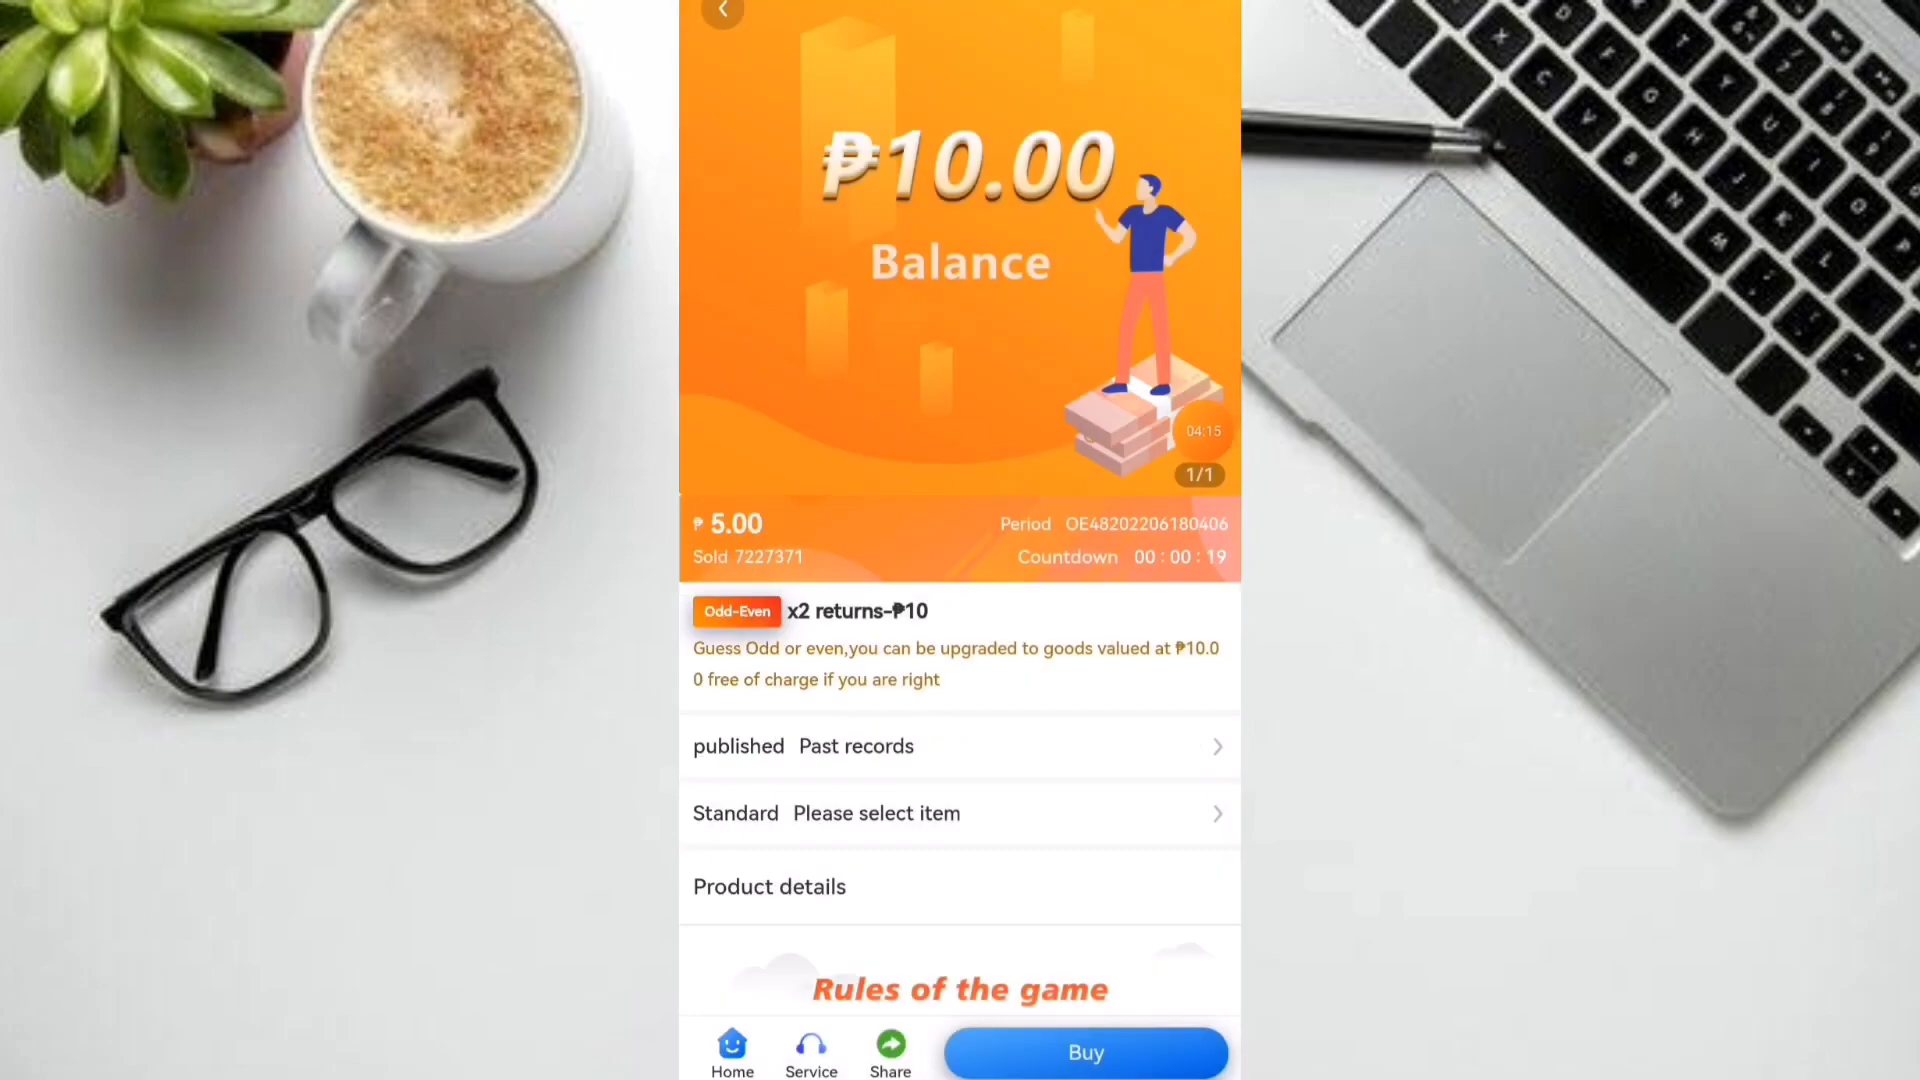 ₱10.00
Balance
04:15
1/1
₱ 5.00
Period OE48202206180406
Sold 7227371
Countdown 00 : 00 : 19
Odd-Even x2 returns-₱10
Guess Odd or even,you can be upgraded to goods valued at ₱10.0
0 free of charge if you are right
published Past records
Standard Please select item
Product details
Rules of the game
Home
Service
Share
Buy